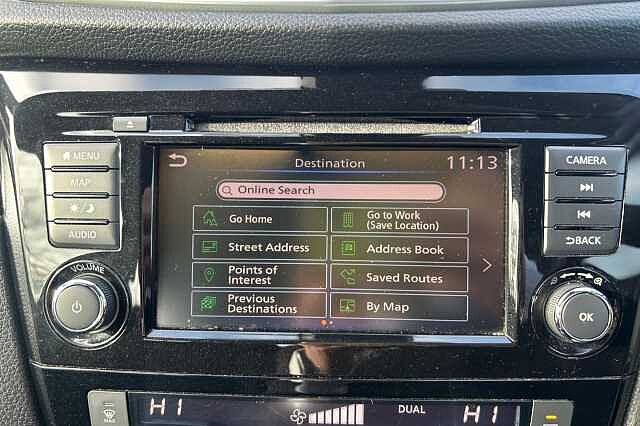 MENU
MAP
AUDIO
VOLUME
Destination
11:13
Online Search
Go Home
Go to Work
(Save Location)
Street Address
Address Book
Points of
Interest
Saved Routes
Previous
Destinations
By Map
CAMERA
BACK
OK
MAX
HI
DUAL
HI